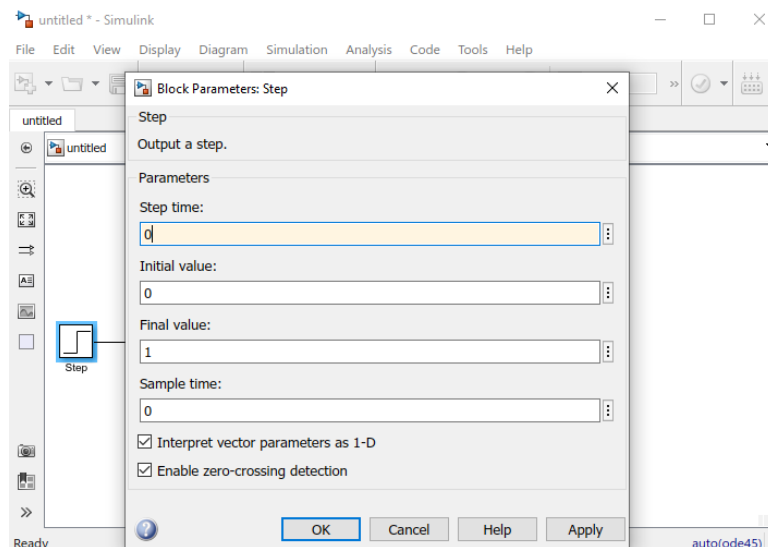 untitled * - Simulink
File Edit View Display Diagram Simulation Analysis Code Tools Help
Block Parameters: Step
untitled
untitled
Step
Output a step.
Parameters
Step time:
0
Initial value:
0
Final value:
1
Sample time:
0
Interpret vector parameters as 1-D
Enable zero-crossing detection
OK Cancel Help Apply
Step
Ready
auto(ode45)